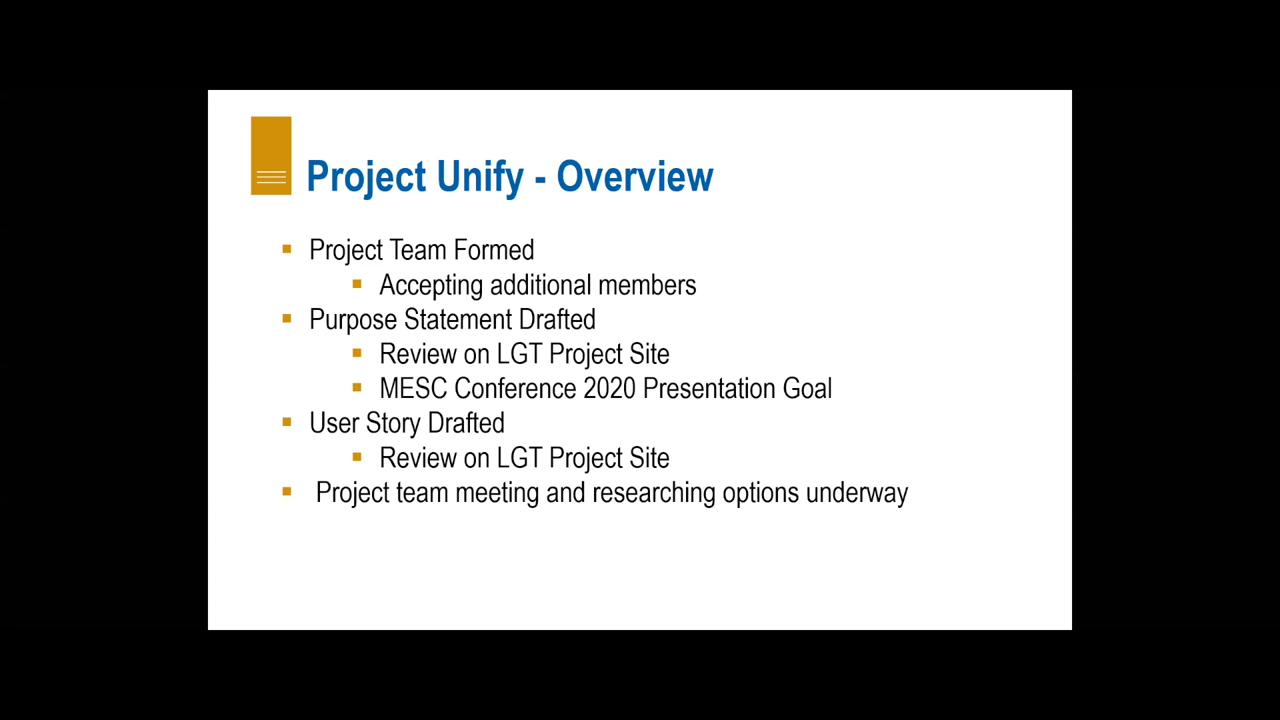 Project Unify - Overview
Project Team Formed
Accepting additional members
Purpose Statement Drafted
Review on LGT Project Site
MESC Conference 2020 Presentation Goal
User Story Drafted
Review on LGT Project Site
Project team meeting and researching options underway